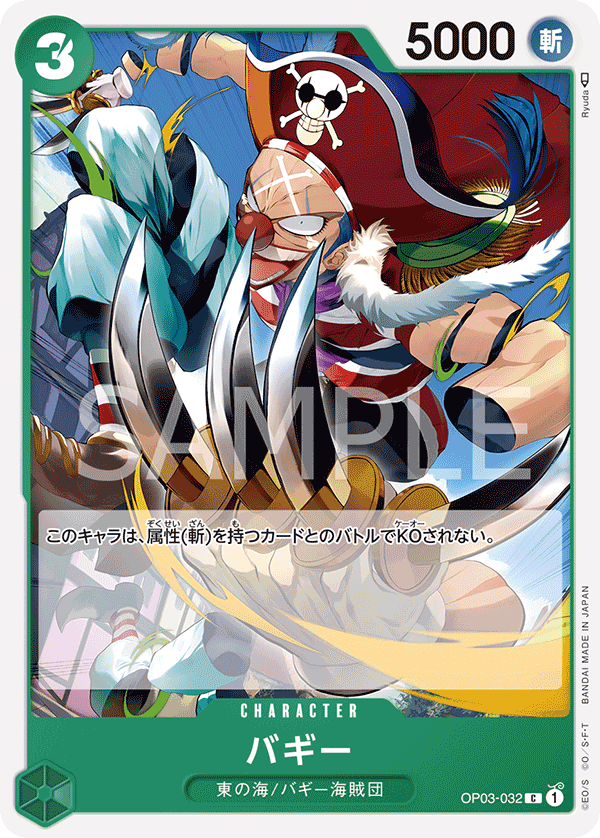 3
5000
斬
Ryuda
SAMPLE
ぞくせい ざん も ケーオー
このキャラは、属性(斬)を持つカードとのバトルでKOされない。
CHARACTER
バギー
東の海/バギー海賊団
OP03-032 C 1
©E.O/S ©O/S・F・T BANDAI MADE IN JAPAN